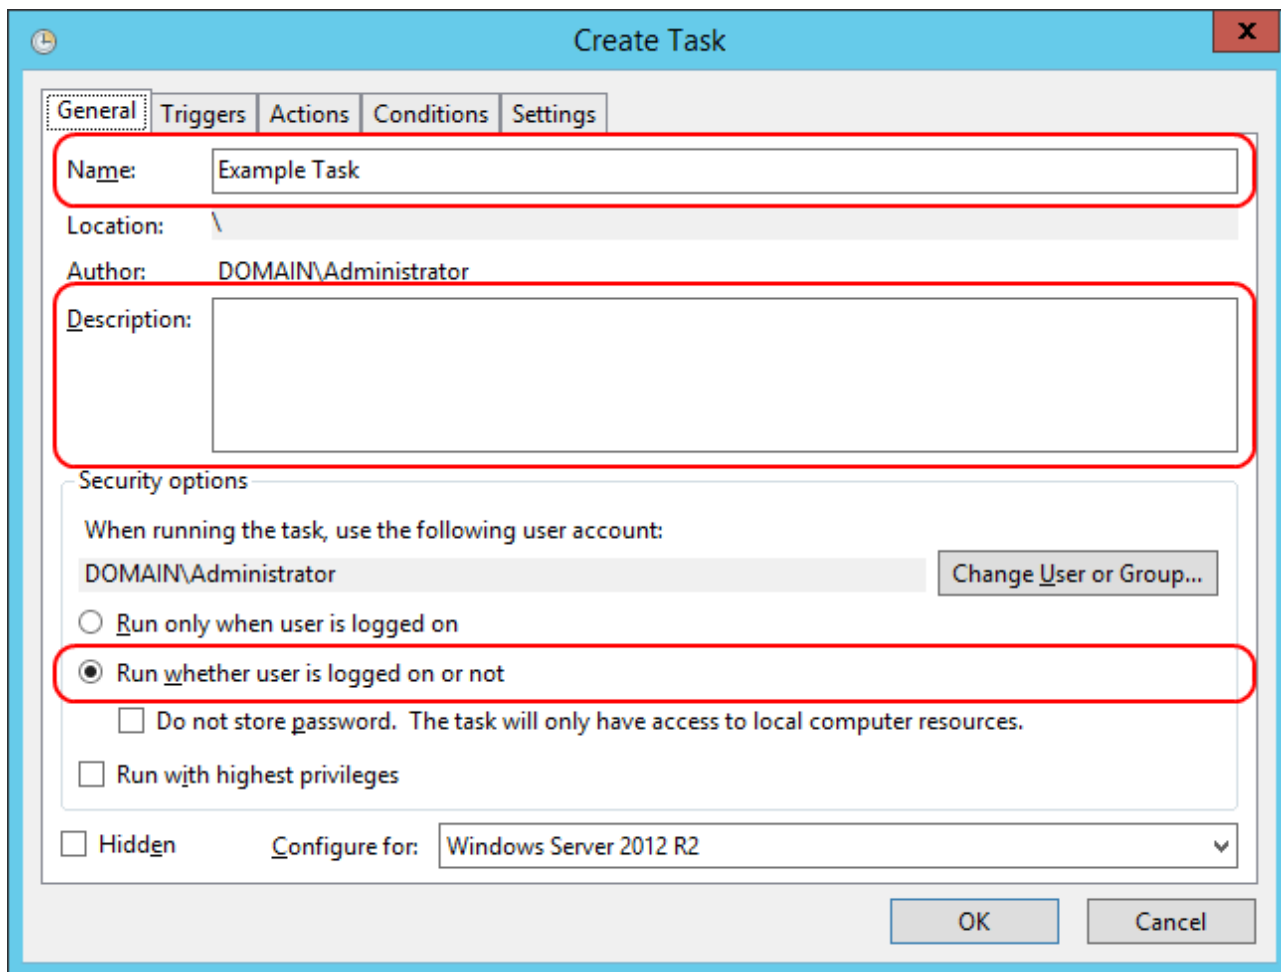 Create Task
x
General Triggers Actions Conditions Settings
Name: Example Task
Location: \
Author: DOMAIN\Administrator
Description:
Security options
When running the task, use the following user account:
DOMAIN\Administrator Change User or Group...
Run only when user is logged on
Run whether user is logged on or not
Do not store password. The task will only have access to local computer resources.
Run with highest privileges
Hidden Configure for: Windows Server 2012 R2
OK Cancel